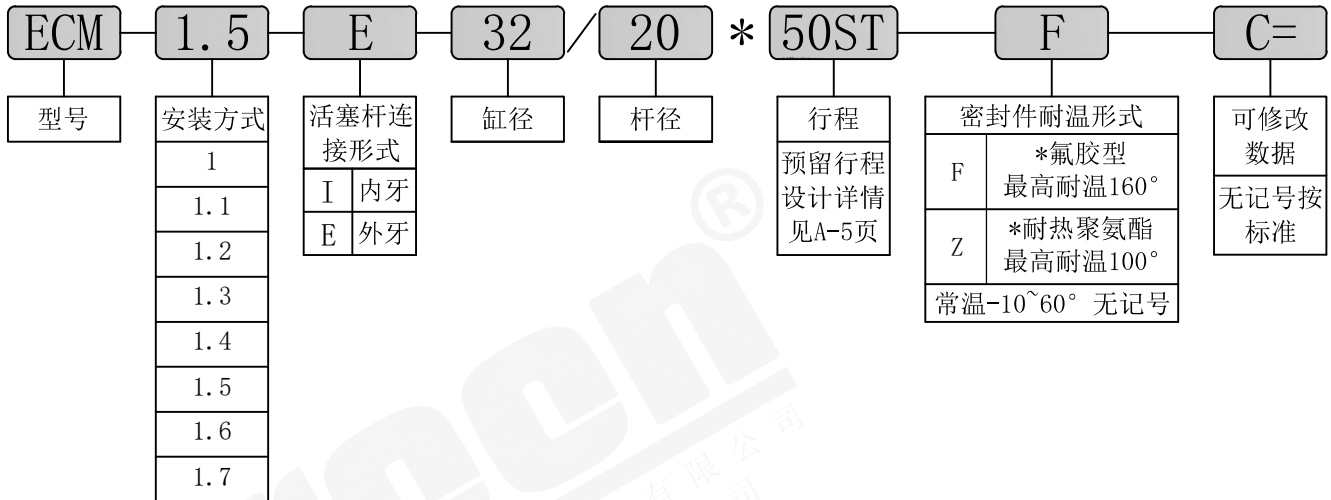 ECM 1.5 E 32 / 20 * 50ST F C=
型号
安装方式
1
1.1
1.2
1.3
1.4
1.5
1.6
1.7
活塞杆连
接形式
I 内牙
E 外牙
缸径
杆径
行程
预留行程
设计详情
见A-5页
密封件耐温形式
F *氟胶型
最高耐温160°
Z *耐热聚氨酯
最高耐温100°
常温-10~60° 无记号
可修改
数据
无记号按
标准
®
有限公司
司